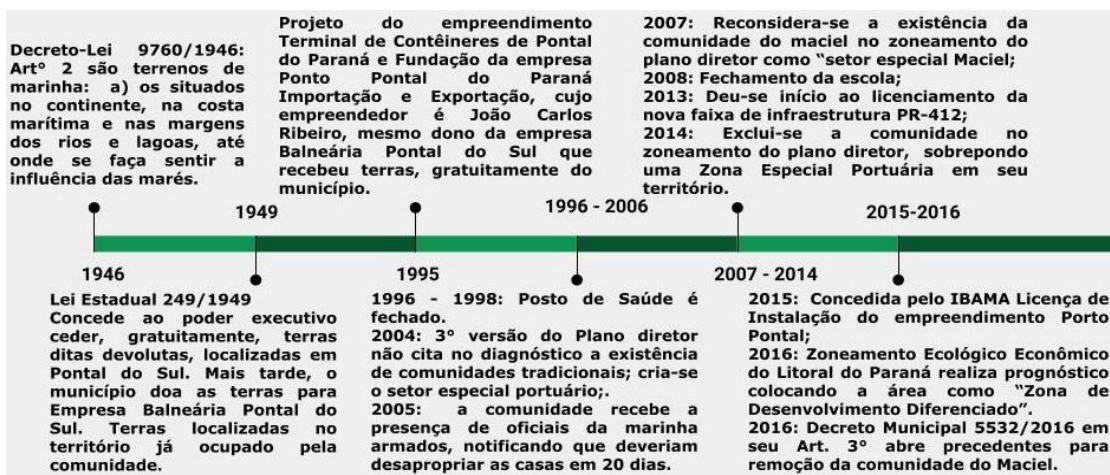 Decreto-Lei 9760/1946:
Art° 2 são terrenos de
marinha: a) os situados
no continente, na costa
marítima e nas margens
dos rios e lagoas, até
onde se faça sentir a
influência das marés.
Projeto do empreendimento
Terminal de Contêineres de Pontal
do Paraná e Fundação da empresa
Ponto Pontal do Paraná
Importação e Exportação, cujo
empreendedor é João Carlos
Ribeiro, mesmo dono da empresa
Balneária Pontal do Sul que
recebeu terras, gratuitamente do
município.
2007: Reconsidera-se a existência da
comunidade do maciel no zoneamento do
plano diretor como “setor especial Maciel;
2008: Fechamento da escola;
2013: Deu-se início ao licenciamento da
nova faixa de infraestrutura PR-412;
2014: Exclui-se a comunidade no
zoneamento do plano diretor, sobrepondo
uma Zona Especial Portuária em seu
território.
1949
1996 - 2006
2015-2016
1946
1995
2007 - 2014
Lei Estadual 249/1949
Concede ao poder executivo
ceder, gratuitamente, terras
ditas devolutas, localizadas em
Pontal do Sul. Mais tarde, o
município doa as terras para
Empresa Balneária Pontal do
Sul. Terras localizadas no
território já ocupado pela
comunidade.
1996 - 1998: Posto de Saúde é
fechado.
2004: 3° versão do Plano diretor
não cita no diagnóstico a existência
de comunidades tradicionais; cria-se
o setor especial portuário;.
2005: a comunidade recebe a
presença de oficiais da marinha
armados, notificando que deveriam
desapropriar as casas em 20 dias.
2015: Concedida pelo IBAMA Licença de
Instalação do empreendimento Porto
Pontal;
2016: Zoneamento Ecológico Econômico
do Litoral do Paraná realiza prognóstico
colocando a área como “Zona de
Desenvolvimento Diferenciado”.
2016: Decreto Municipal 5532/2016 em
seu Art. 3° abre precedentes para
remoção da comunidade do Maciel.